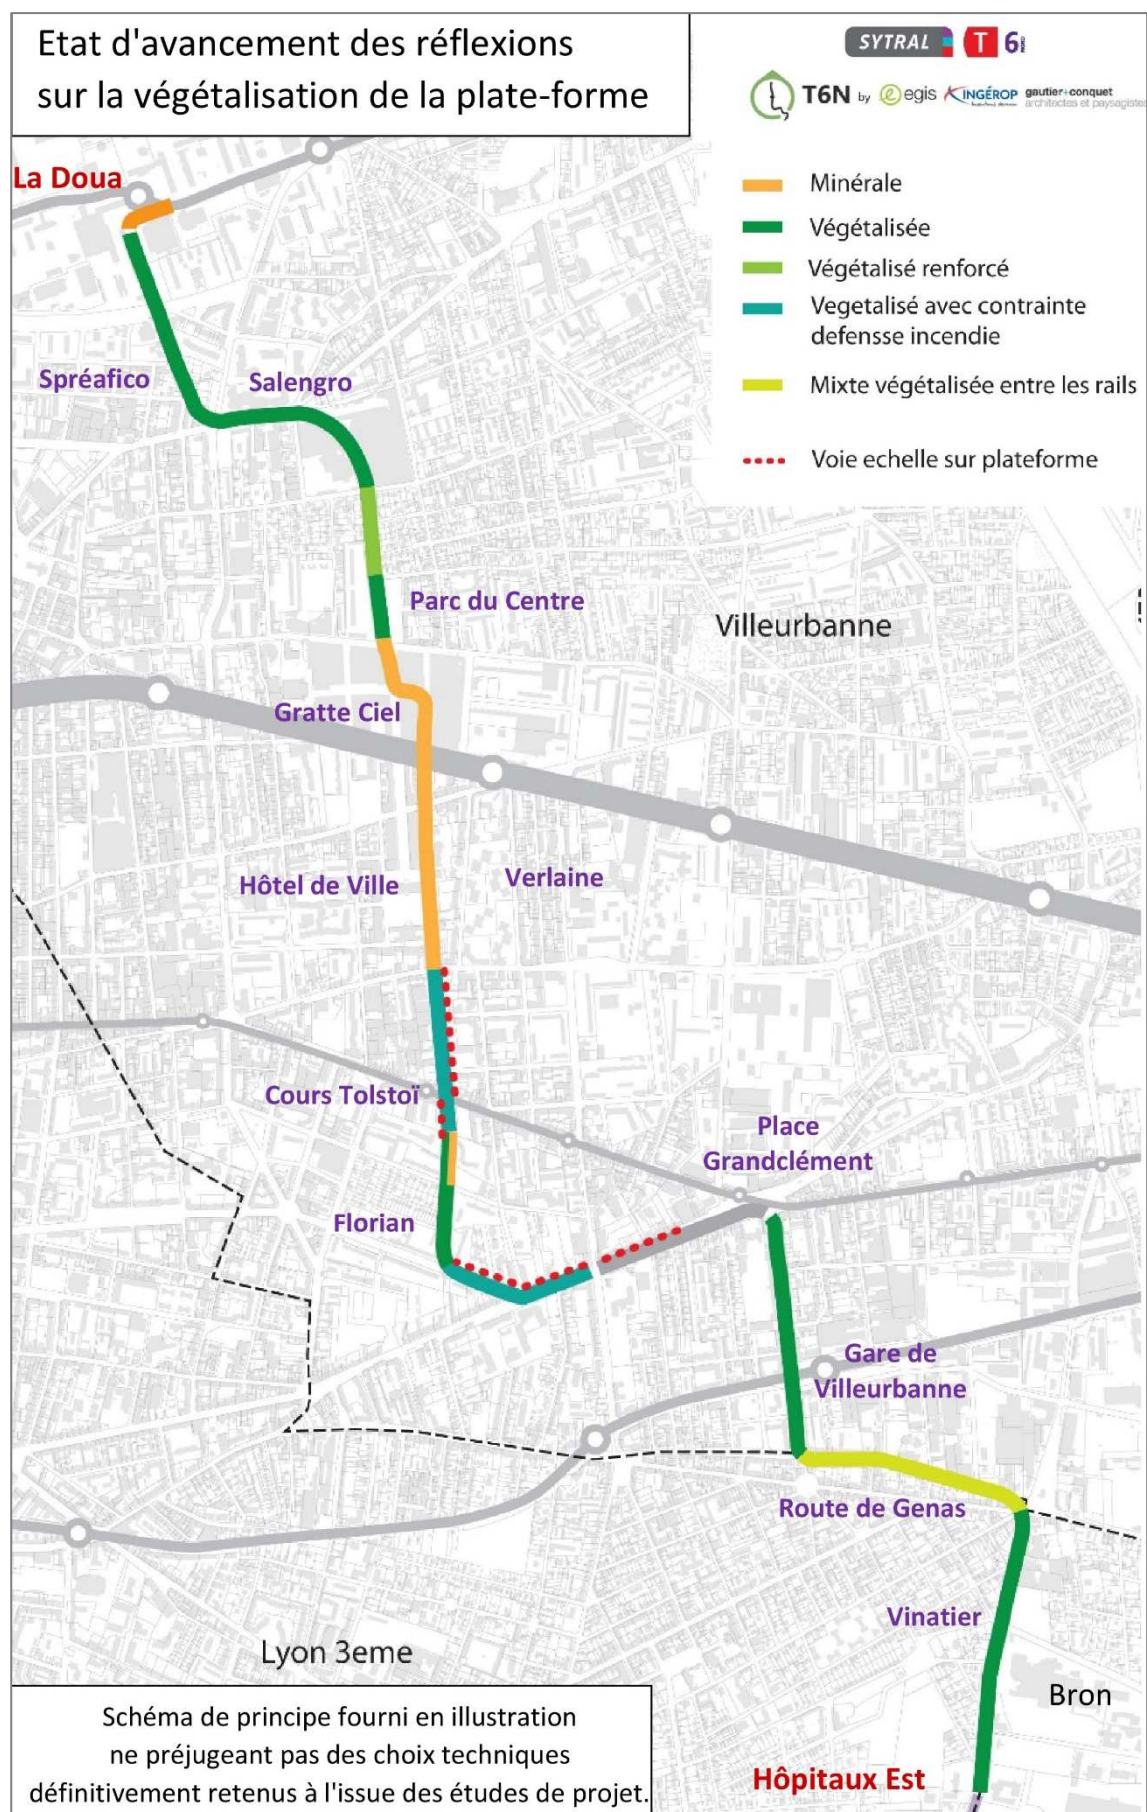 Etat d'avancement des réflexions
sur la végétalisation de la plate-forme
SYTRAL T 6
T6N by egis INGÉROP gautier+conquet
architectes et paysagistes
Minérale
Végétalisée
Végétalisé renforcé
Vegetalisé avec contrainte
defensse incendie
Mixte végétalisée entre les rails
Voie echelle sur plateforme
La Doua
Spréafico
Salengro
Parc du Centre
Villeurbanne
Gratte Ciel
Hôtel de Ville
Verlaine
Cours Tolstoï
Place
Grandclément
Florian
Gare de
Villeurbanne
Route de Genas
Vinatier
Lyon 3eme
Bron
Hôpitaux Est
Schéma de principe fourni en illustration
ne préjugeant pas des choix techniques
définitivement retenus à l'issue des études de projet.